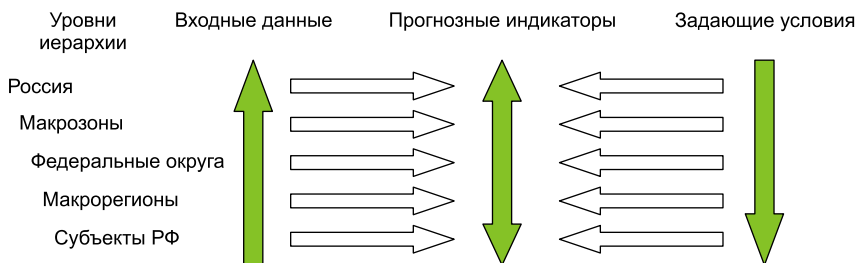 Уровни
иерархии
Входные данные
Прогнозные индикаторы
Задающие условия
Россия
Макрозоны
Федеральные округа
Макрорегионы
Субъекты РФ